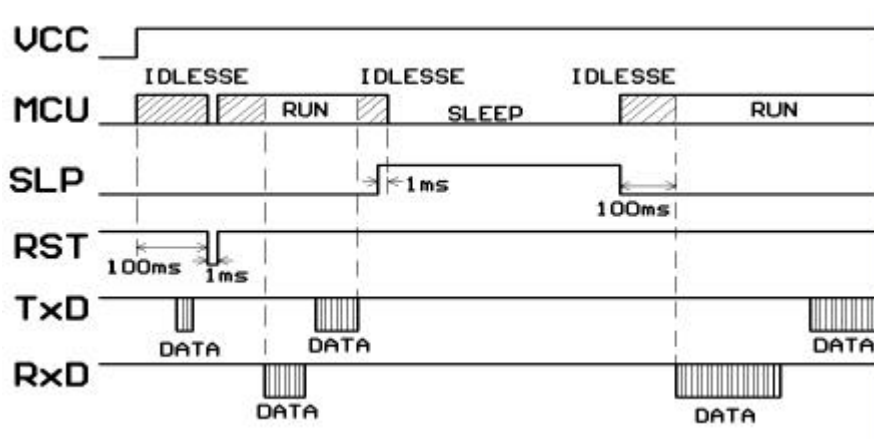 VCC
IDLESSE IDLESSE IDLESSE
MCU RUN SLEEP RUN
SLP 1ms
100ms
RST
100ms 1ms
TxD
DATA DATA DATA
RxD
DATA DATA